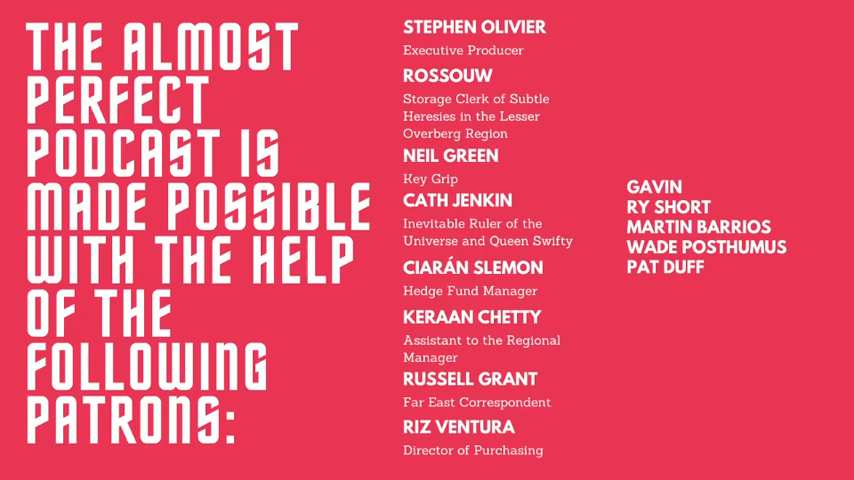 THE ALMOST
PERFECT
PODCAST IS
MADE POSSIBLE
WITH THE HELP
OF THE
FOLLOWING
PATRONS:
STEPHEN OLIVIER
Executive Producer
ROSSOUW
Storage Clerk of Subtle
Heresies in the Lesser
Overberg Region
NEIL GREEN
Key Grip
CATH JENKIN
Inevitable Ruler of the
Universe and Queen Swifty
CIARÁN SLEMON
Hedge Fund Manager
KERAAN CHETTY
Assistant to the Regional
Manager
RUSSELL GRANT
Far East Correspondent
RIZ VENTURA
Director of Purchasing
GAVIN
RY SHORT
MARTIN BARRIOS
WADE POSTHUMUS
PAT DUFF